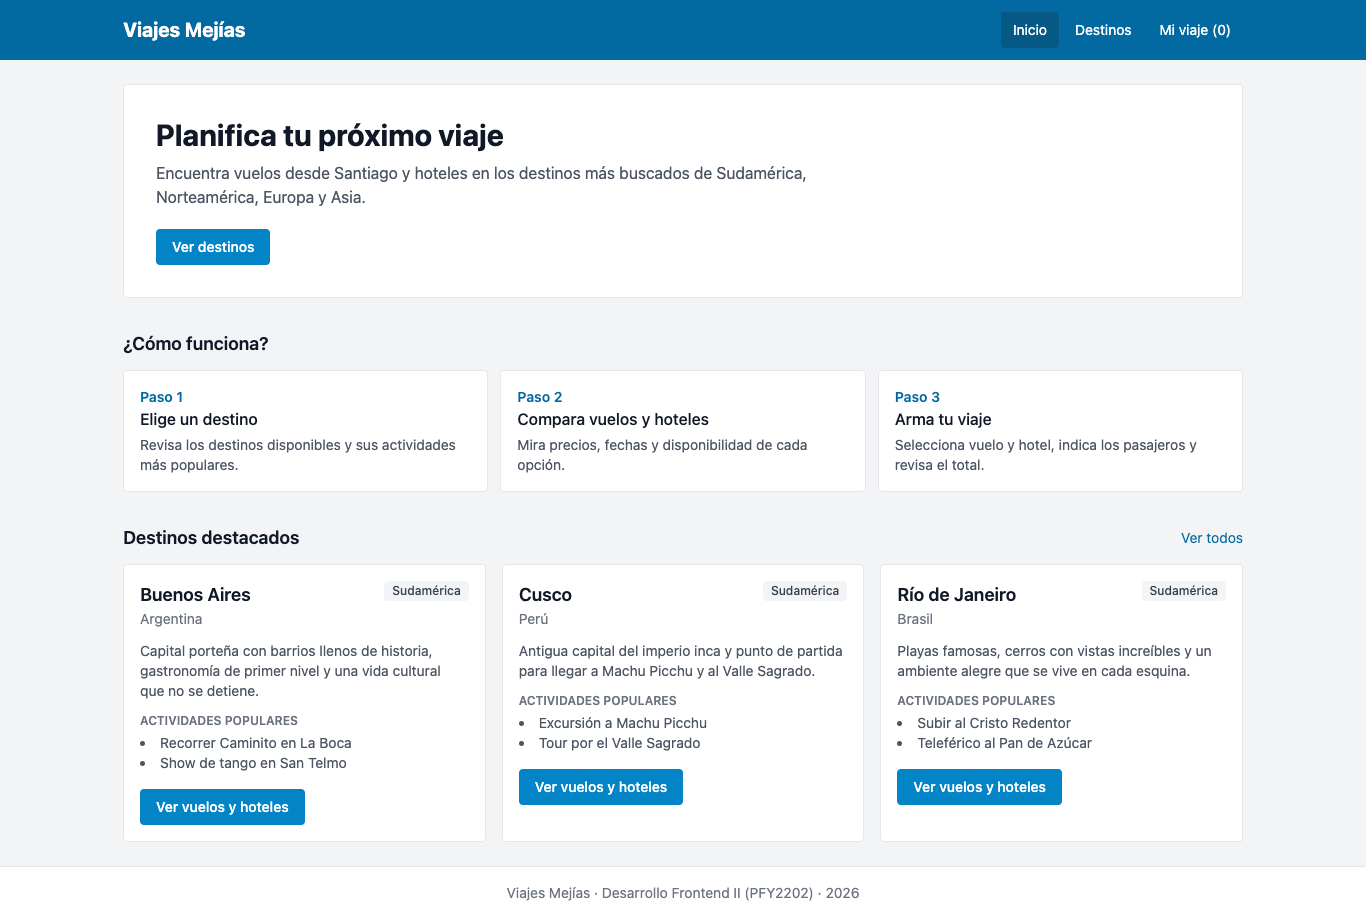 Viajes Mejías
Inicio
Destinos
Mi viaje (0)
Planifica tu próximo viaje
Encuentra vuelos desde Santiago y hoteles en los destinos más buscados de Sudamérica,
Norteamérica, Europa y Asia.
Ver destinos
¿Cómo funciona?
Paso 1
Elige un destino
Revisa los destinos disponibles y sus actividades
más populares.
Paso 2
Compara vuelos y hoteles
Mira precios, fechas y disponibilidad de cada
opción.
Paso 3
Arma tu viaje
Selecciona vuelo y hotel, indica los pasajeros y
revisa el total.
Destinos destacados
Ver todos
Buenos Aires
Sudamérica
Argentina
Capital porteña con barrios llenos de historia,
gastronomía de primer nivel y una vida cultural
que no se detiene.
ACTIVIDADES POPULARES
• Recorrer Caminito en La Boca
• Show de tango en San Telmo
Ver vuelos y hoteles
Cusco
Sudamérica
Perú
Antigua capital del imperio inca y punto de partida
para llegar a Machu Picchu y al Valle Sagrado.
ACTIVIDADES POPULARES
• Excursión a Machu Picchu
• Tour por el Valle Sagrado
Ver vuelos y hoteles
Río de Janeiro
Sudamérica
Brasil
Playas famosas, cerros con vistas increíbles y un
ambiente alegre que se vive en cada esquina.
ACTIVIDADES POPULARES
• Subir al Cristo Redentor
• Teleférico al Pan de Azúcar
Ver vuelos y hoteles
Viajes Mejías · Desarrollo Frontend II (PFY2202) · 2026